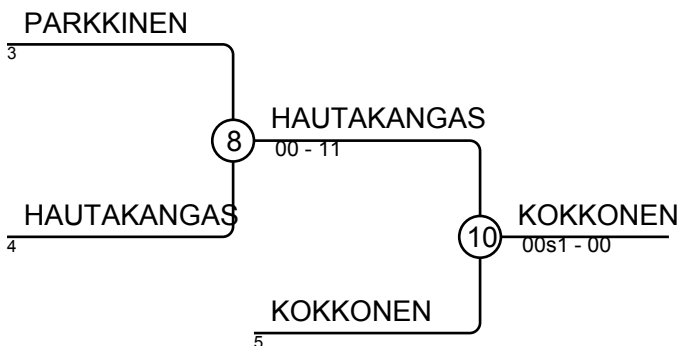 PARKKINEN
3
8
HAUTAKANGAS
00 - 11
HAUTAKANGAS
4
10
KOKKONEN
00s1 - 00
KOKKONEN
5